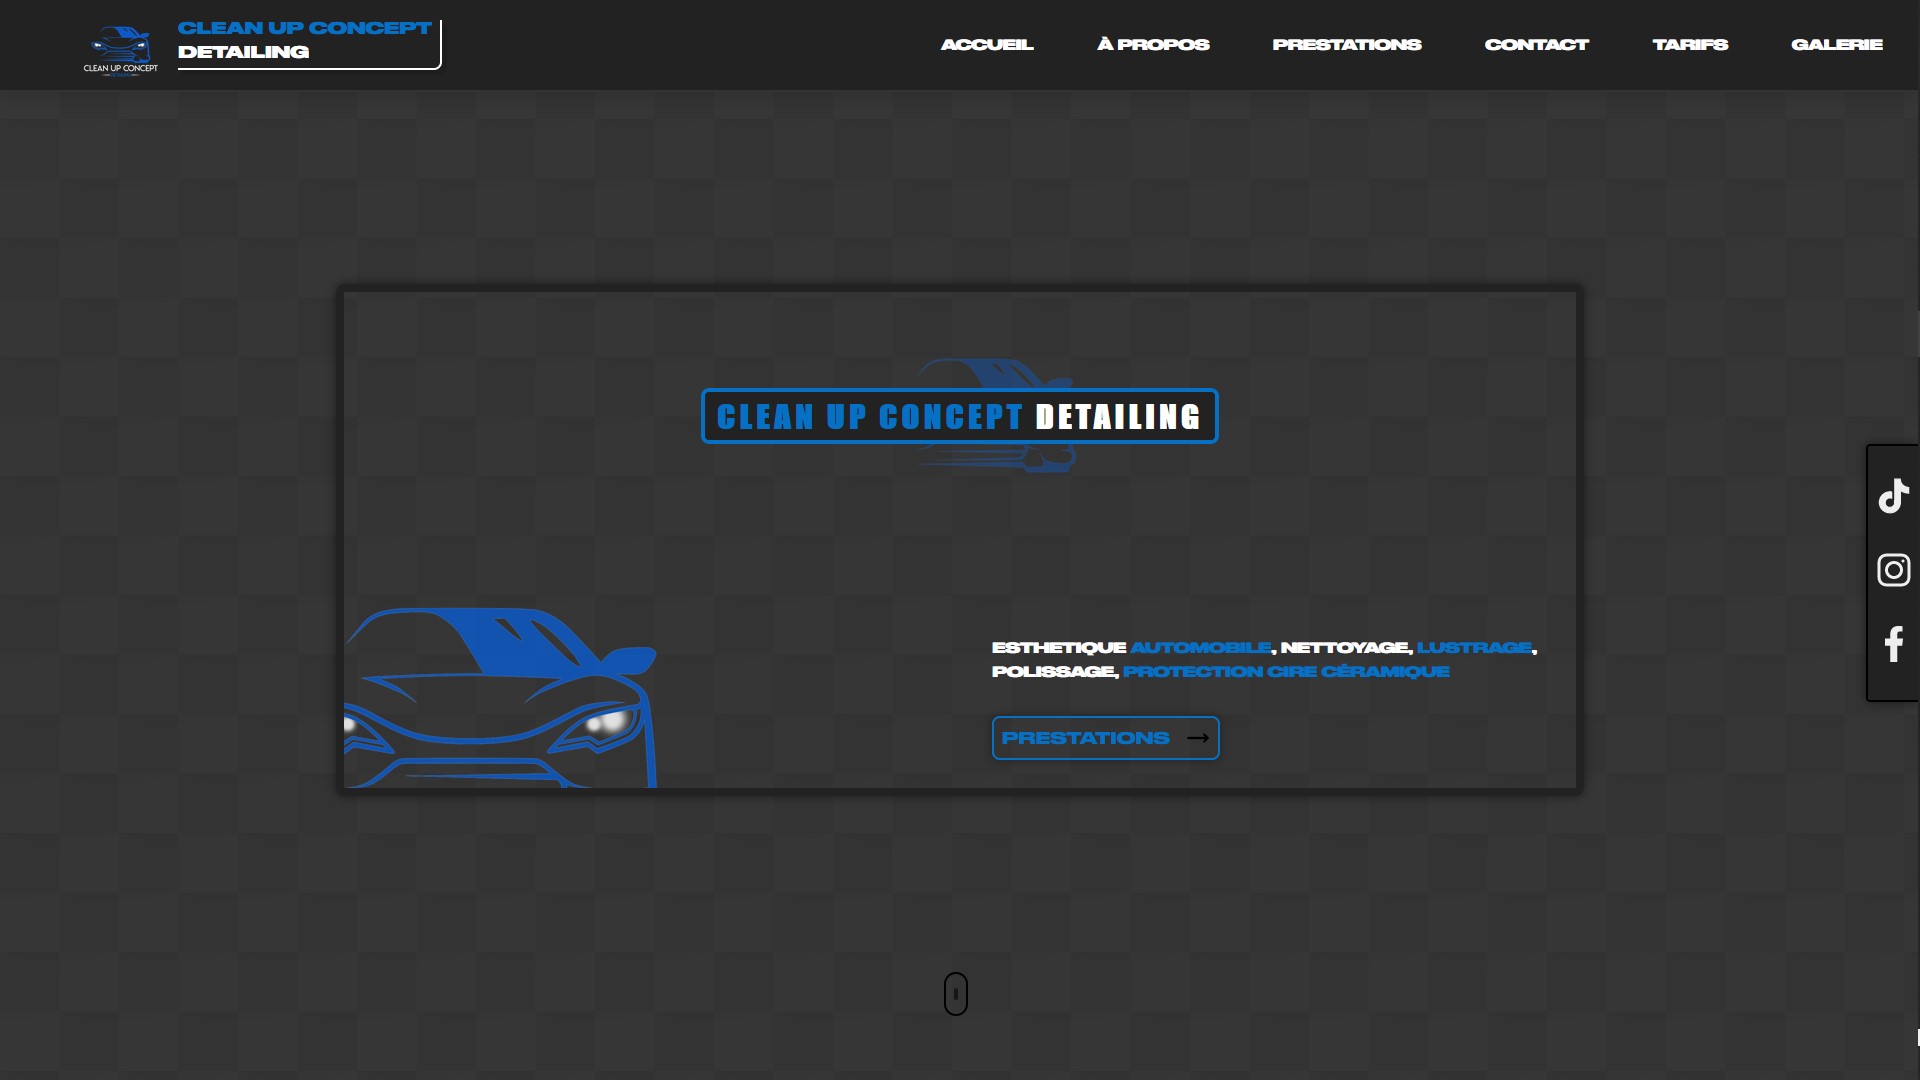 CLEAN UP CONCEPT
DETAILING
CLEAN UP CONCEPT
ACCUEIL
À PROPOS
PRESTATIONS
CONTACT
TARIFS
GALERIE
CLEAN UP CONCEPT DETAILING
ESTHETIQUE AUTOMOBILE, NETTOYAGE, LUSTRAGE,
POLISSAGE, PROTECTION CIRE CÉRAMIQUE
PRESTATIONS